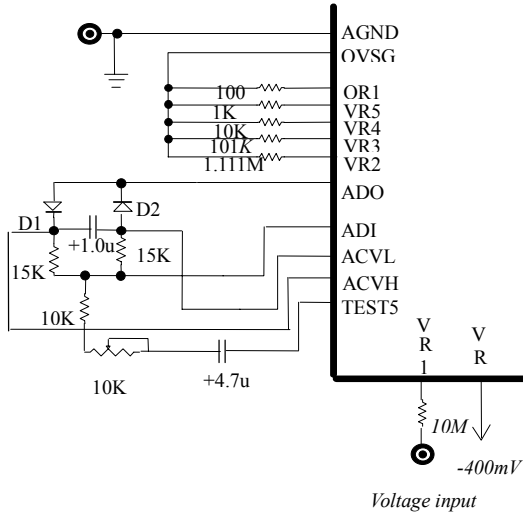 AGND
OVSG
100
OR1
1K
VR5
10K
VR4
101K
VR3
1.111M
VR2
ADO
D1
D2
+1.0u
ADI
15K
15K
ACVL
ACVH
10K
TEST5
10K
+4.7u
V
R
1
V
R
10M
-400mV
Voltage input